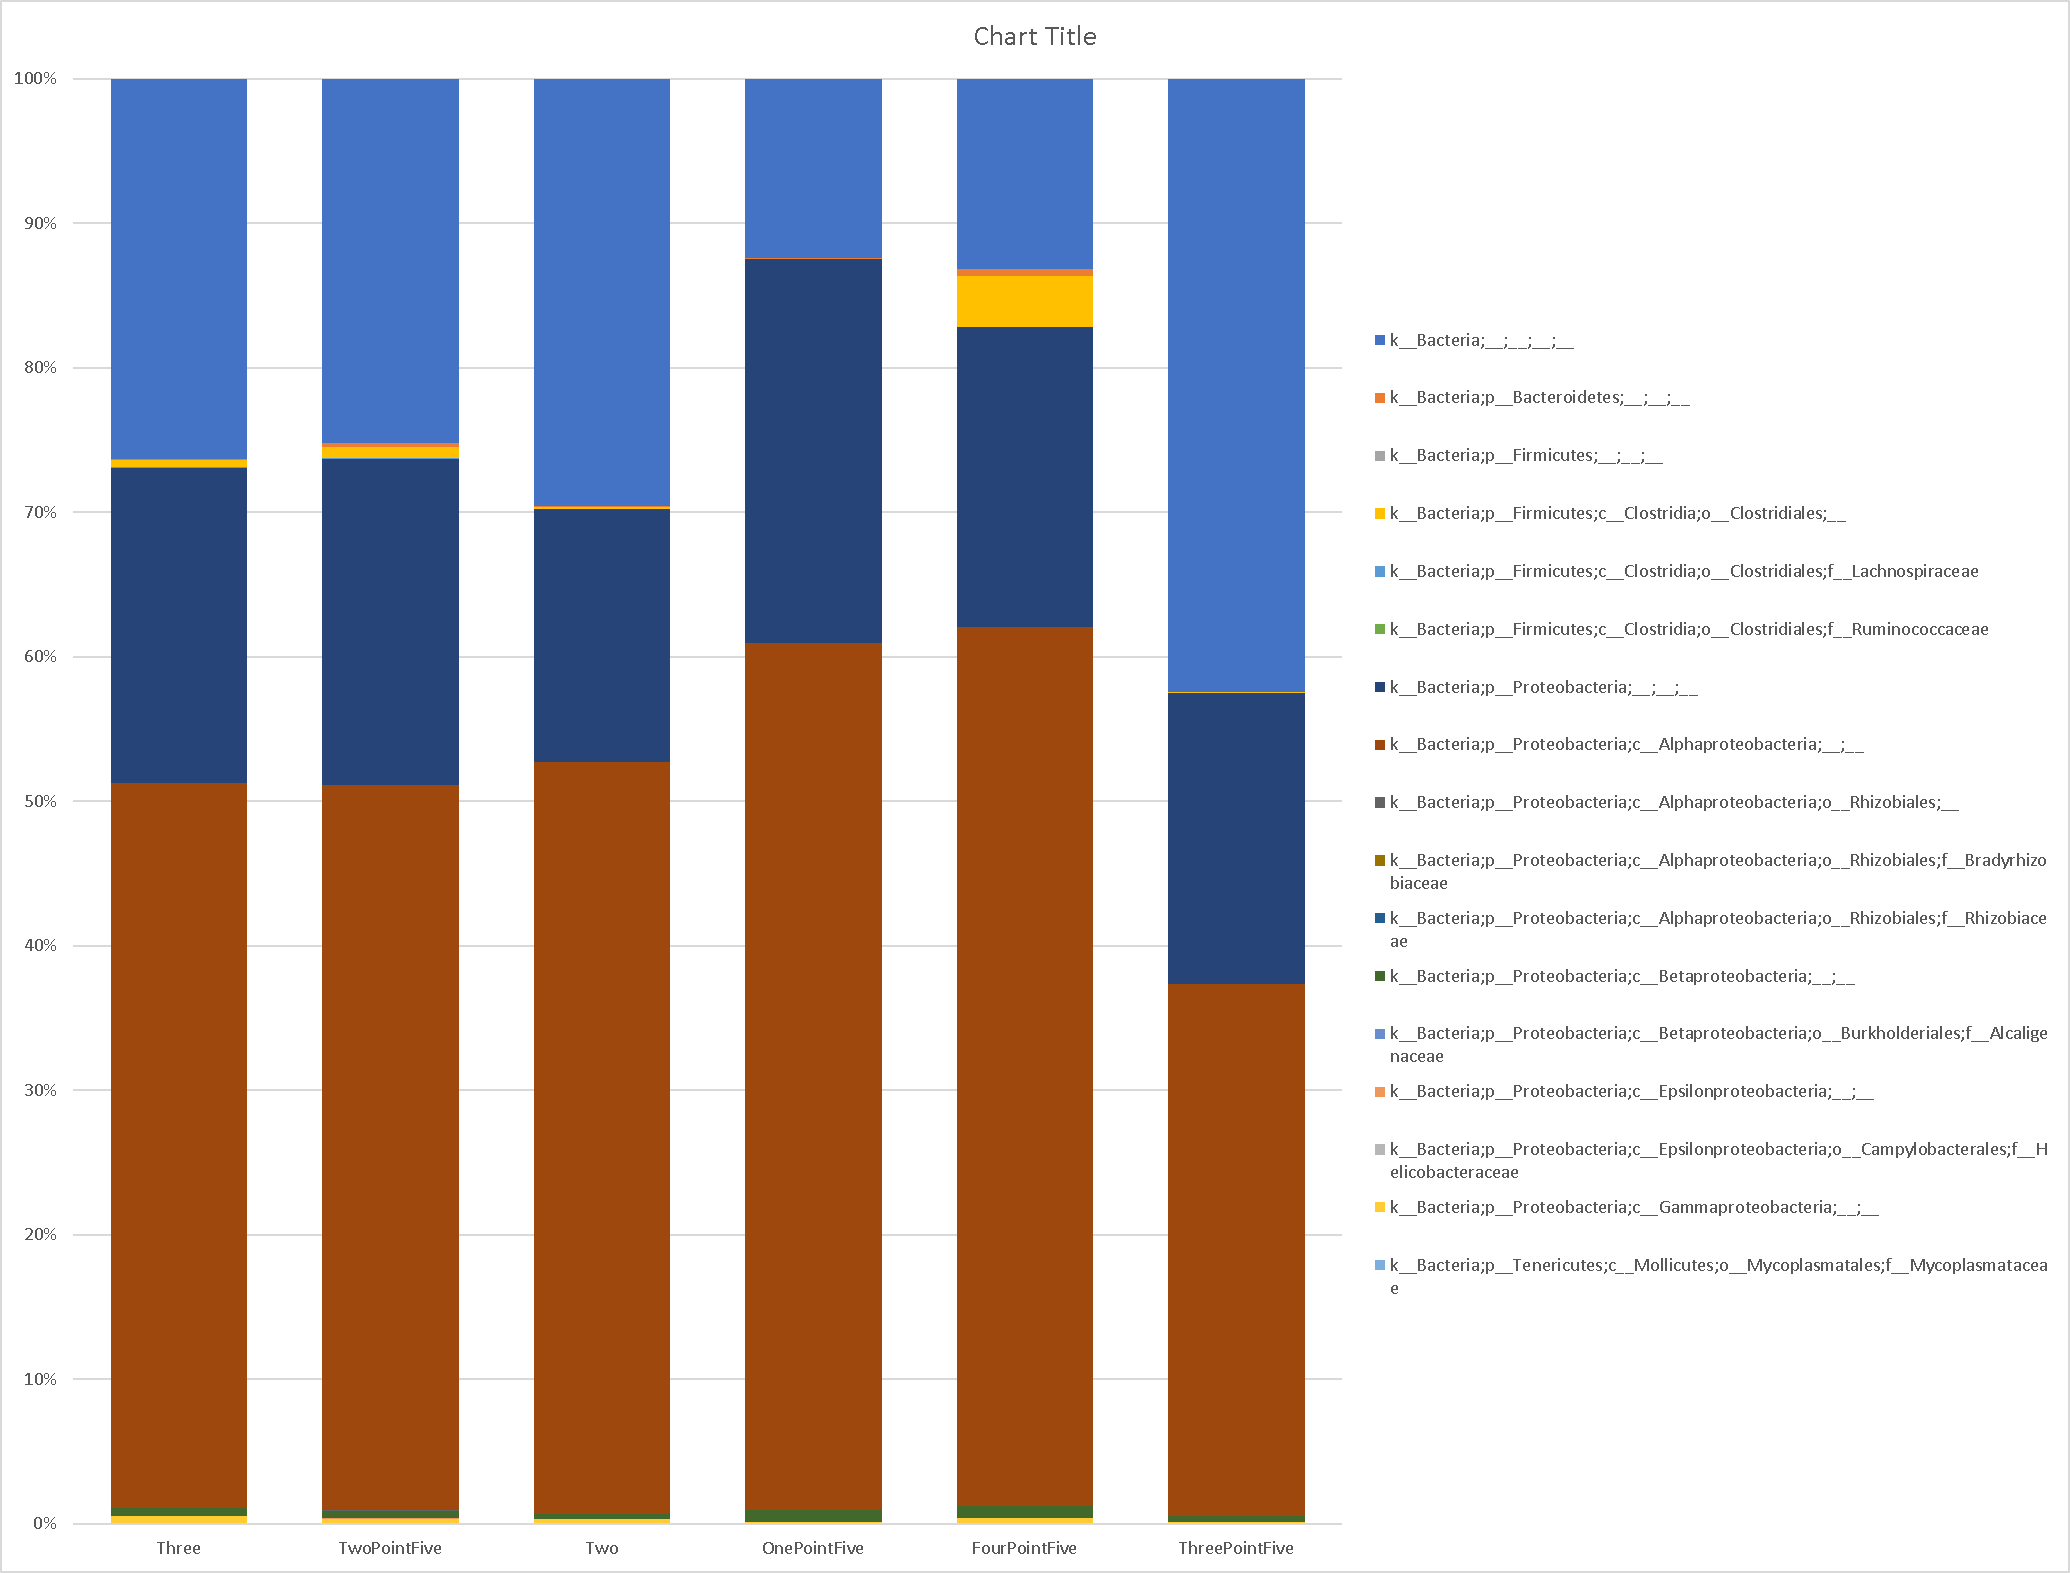 Chart Title
100%
90%
80%
70%
60%
50%
40%
30%
20%
10%
0%
Three
TwoPointFive
Two
OnePointFive
FourPointFive
ThreePointFive
k__Bacteria;__;__;__;__
k__Bacteria;p__Bacteroidetes;__;__;__
k__Bacteria;p__Firmicutes;__;__;__
k__Bacteria;p__Firmicutes;c__Clostridia;o__Clostridiales;__
k__Bacteria;p__Firmicutes;c__Clostridia;o__Clostridiales;f__Lachnospiraceae
k__Bacteria;p__Firmicutes;c__Clostridia;o__Clostridiales;f__Ruminococcaceae
k__Bacteria;p__Proteobacteria;__;__;__
k__Bacteria;p__Proteobacteria;c__Alphaproteobacteria;__;__
k__Bacteria;p__Proteobacteria;c__Alphaproteobacteria;o__Rhizobiales;__
k__Bacteria;p__Proteobacteria;c__Alphaproteobacteria;o__Rhizobiales;f__Bradyrhizo
biaceae
k__Bacteria;p__Proteobacteria;c__Alphaproteobacteria;o__Rhizobiales;f__Rhizobiace
ae
k__Bacteria;p__Proteobacteria;c__Betaproteobacteria;__;__
k__Bacteria;p__Proteobacteria;c__Betaproteobacteria;o__Burkholderiales;f__Alcalige
naceae
k__Bacteria;p__Proteobacteria;c__Epsilonproteobacteria;__;__
k__Bacteria;p__Proteobacteria;c__Epsilonproteobacteria;o__Campylobacterales;f__H
elicobacteraceae
k__Bacteria;p__Proteobacteria;c__Gammaproteobacteria;__;__
k__Bacteria;p__Tenericutes;c__Mollicutes;o__Mycoplasmatales;f__Mycoplasmatacea
e